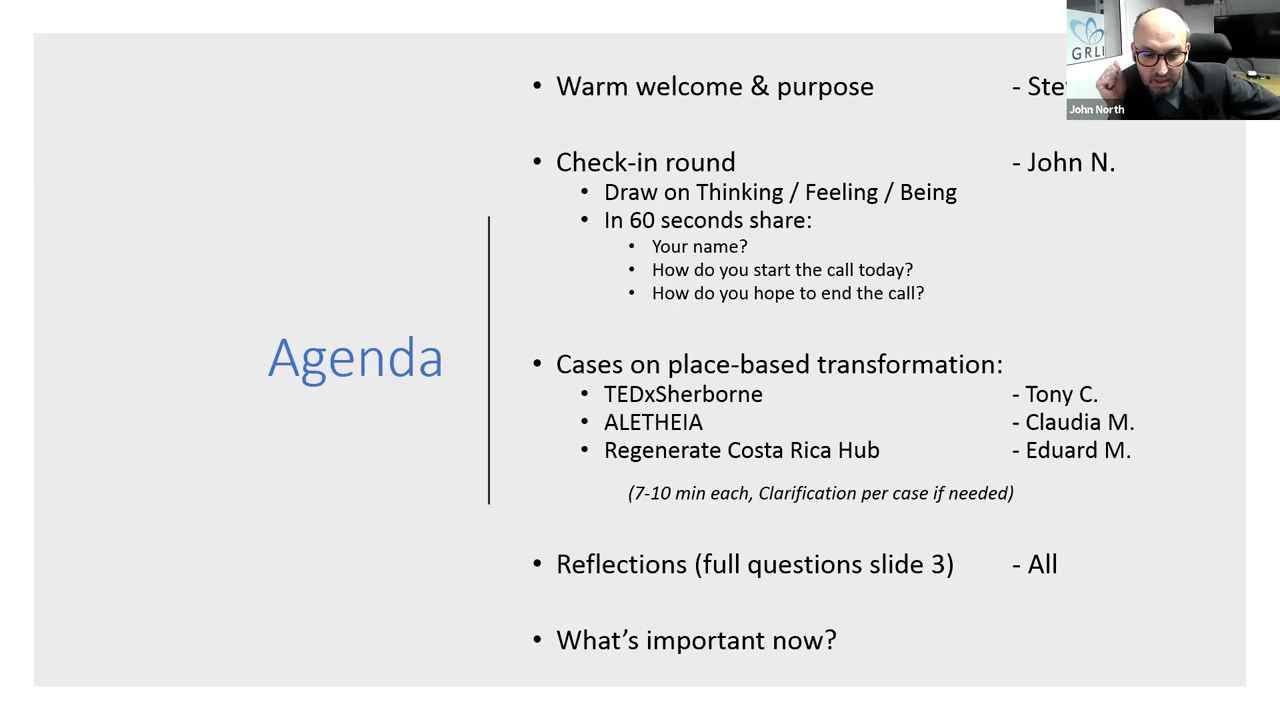 Agenda
• Warm welcome & purpose
• Check-in round - John N.
• Draw on Thinking / Feeling / Being
• In 60 seconds share:
• Your name?
• How do you start the call today?
• How do you hope to end the call?
• Cases on place-based transformation:
• TEDxSherborne - Tony C.
• ALETHEIA - Claudia M.
• Regenerate Costa Rica Hub - Eduard M.
(7-10 min each, Clarification per case if needed)
• Reflections (full questions slide 3) - All
• What's important now?
GRLI
John North